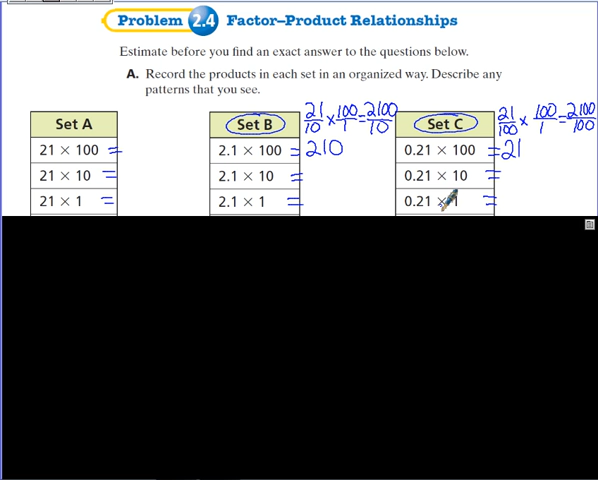 Problem 2.4 Factor–Product Relationships
Estimate before you find an exact answer to the questions below.
A. Record the products in each set in an organized way. Describe any
patterns that you see.
Set A
21 × 100 =
21 × 10 =
21 × 1 =
21/10 × 100/1 = 2100/10
Set B
2.1 × 100 = 210
2.1 × 10 =
2.1 × 1 =
21/100 × 100/1 = 2100/100
Set C
0.21 × 100 = 21
0.21 × 10 =
0.21 × 1 =